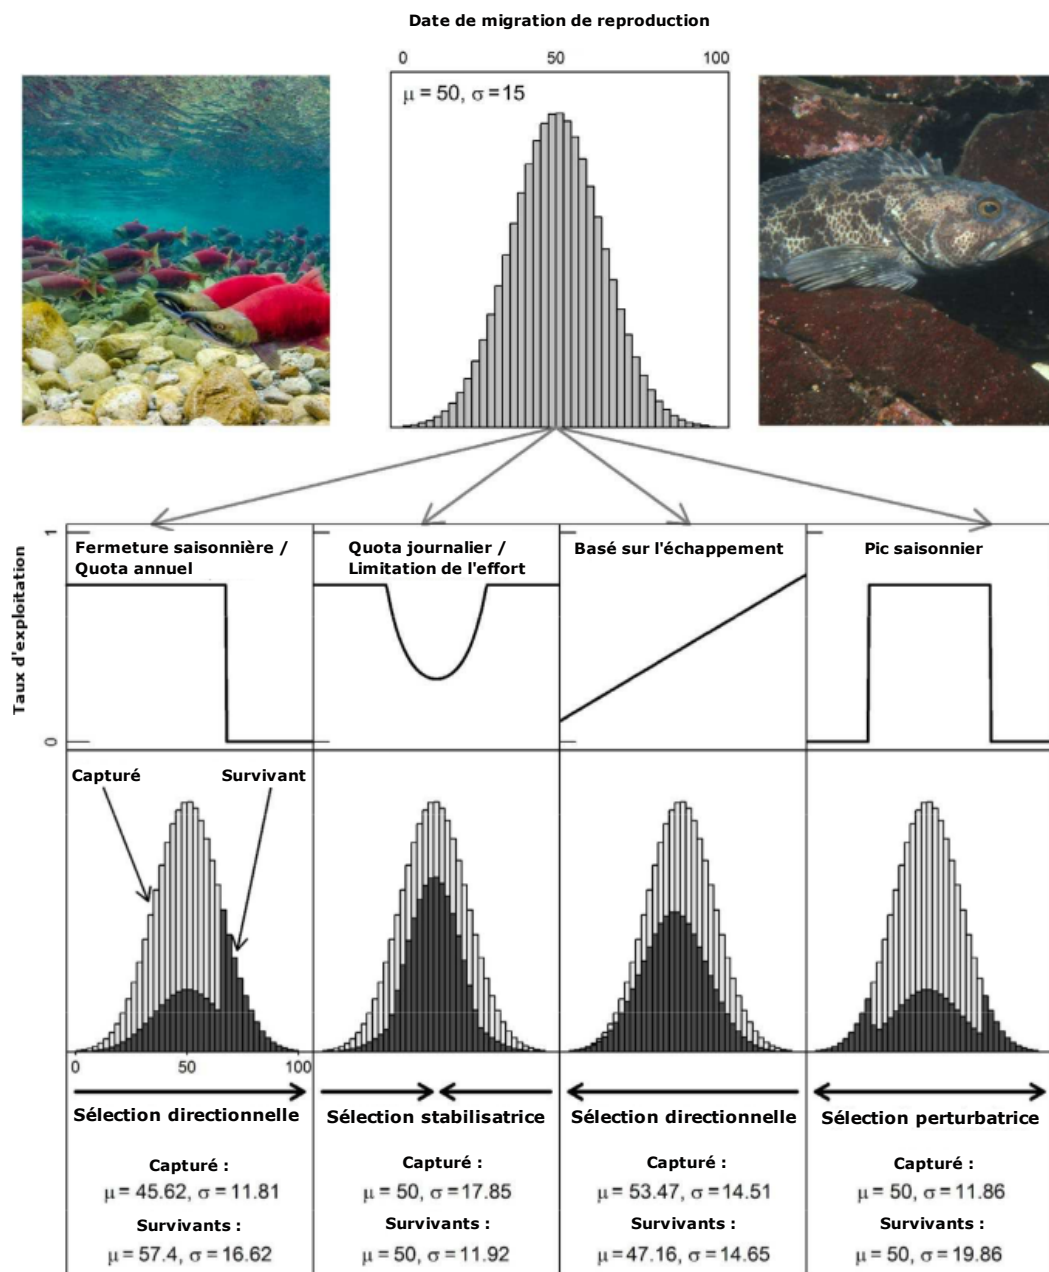 Date de migration de reproduction
0 50 100
μ = 50, σ = 15
Taux d'exploitation
1
0
Fermeture saisonnière /
Quota annuel
Quota journalier /
Limitation de l'effort
Basé sur l'échappement
Pic saisonnier
Capturé
Survivant
0 50 100
Sélection directionnelle
Sélection stabilisatrice
Sélection directionnelle
Sélection perturbatrice
Capturé :
μ = 45.62, σ = 11.81
Survivants :
μ = 57.4, σ = 16.62
Capturé :
μ = 50, σ = 17.85
Survivants :
μ = 50, σ = 11.92
Capturé :
μ = 53.47, σ = 14.51
Survivants :
μ = 47.16, σ = 14.65
Capturé :
μ = 50, σ = 11.86
Survivants :
μ = 50, σ = 19.86